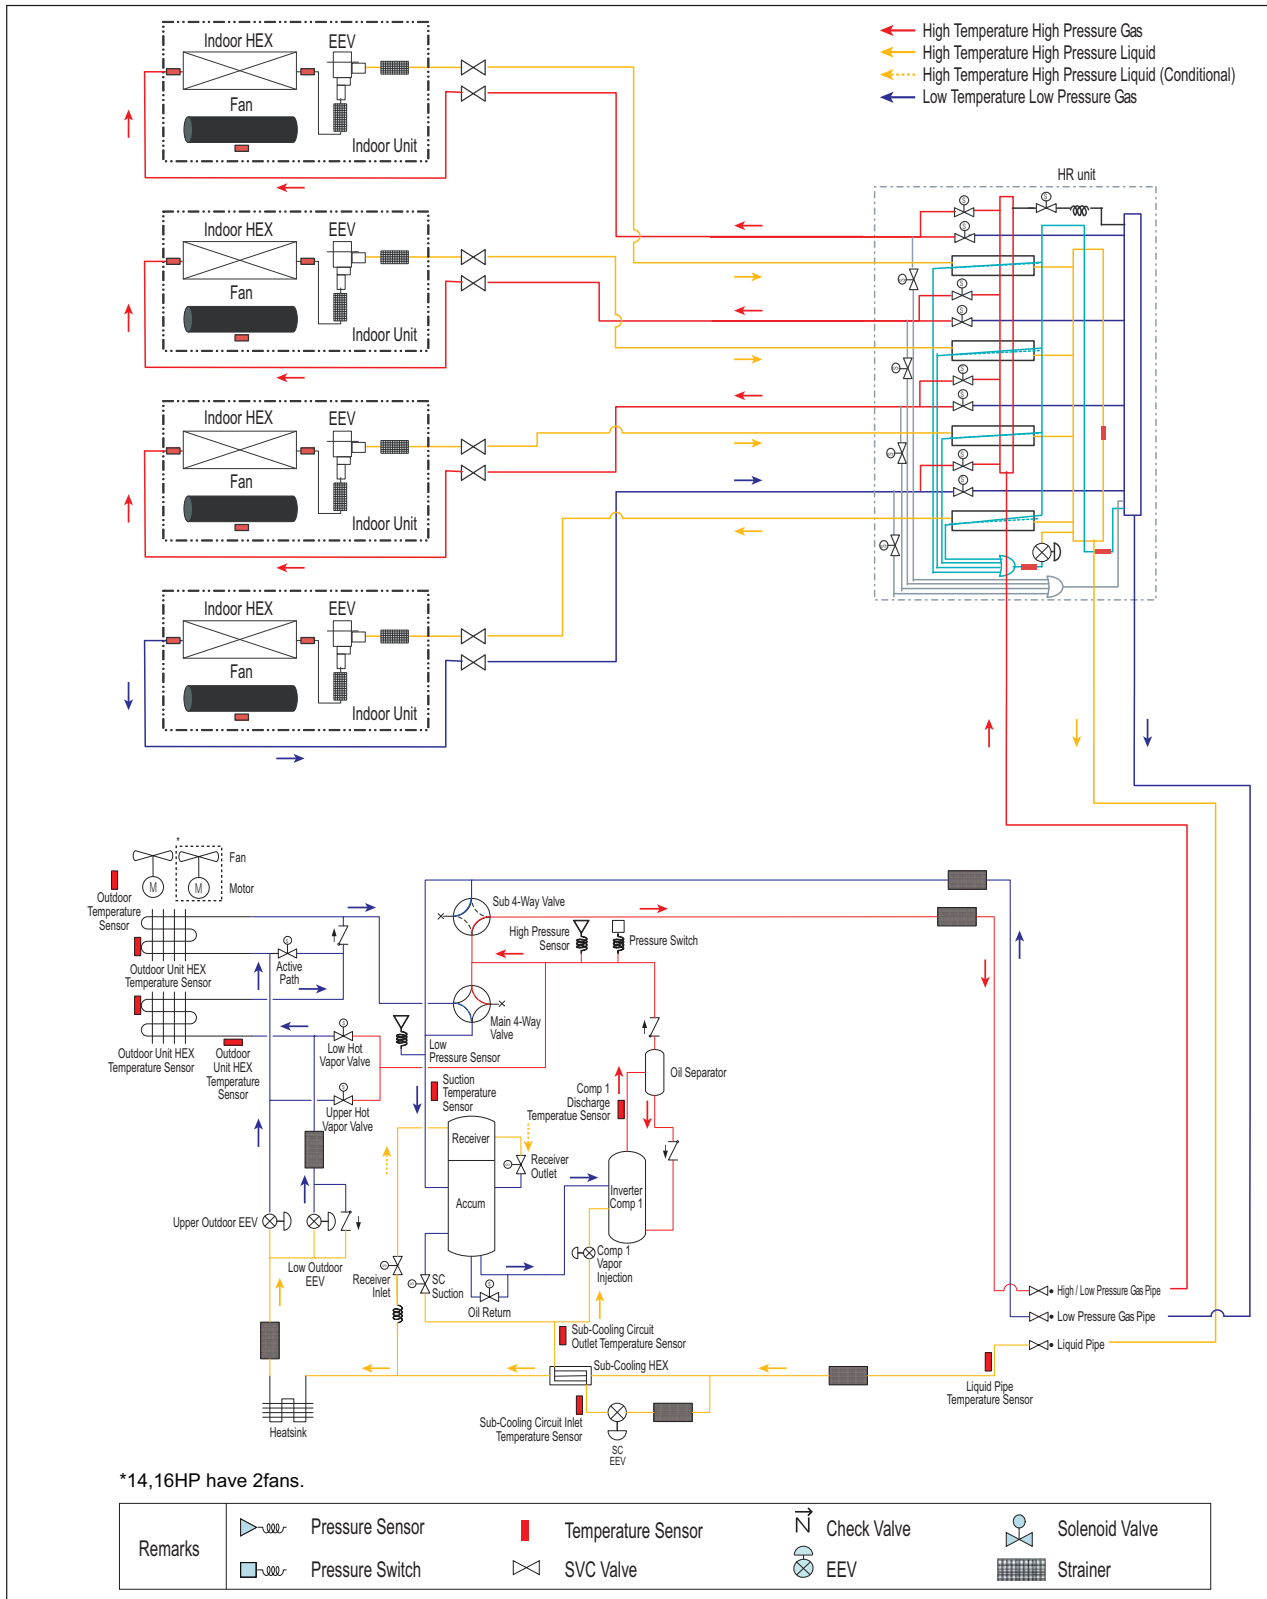 High Temperature High Pressure Gas
High Temperature High Pressure Liquid
High Temperature High Pressure Liquid (Conditional)
Low Temperature Low Pressure Gas
Indoor HEX
EEV
Fan
Indoor Unit
HR unit
S
S
S
S
S
S
S
S
S
S
S
S
S
Indoor HEX
EEV
Fan
Indoor Unit
Indoor HEX
EEV
Fan
Indoor Unit
Indoor HEX
EEV
Fan
Indoor Unit
*
Fan
M
M
Motor
Outdoor
Temperature
Sensor
Sub 4-Way Valve
High Pressure
Sensor
Pressure Switch
S
Active
Path
Outdoor Unit HEX
Temperature Sensor
Main 4-Way
Valve
S
Low Hot
Vapor Valve
Outdoor Unit HEX
Temperature Sensor
Outdoor
Unit HEX
Temperature
Sensor
Low
Pressure Sensor
Suction
Temperature
Sensor
Oil Separator
Comp 1
Discharge
Temperatue Sensor
S
Upper Hot
Vapor Valve
Receiver
S
Receiver
Outlet
Accum
Inverter
Comp 1
Upper Outdoor EEV
Low Outdoor
EEV
S
Receiver
Inlet
S
SC
Suction
S
Oil Return
Comp 1
Vapor
Injection
High / Low Pressure Gas Pipe
Low Pressure Gas Pipe
Liquid Pipe
Sub-Cooling Circuit
Outlet Temperature Sensor
Sub-Cooling HEX
Liquid Pipe
Temperature Sensor
Heatsink
Sub-Cooling Circuit Inlet
Temperature Sensor
SC
EEV
*14,16HP have 2fans.
Remarks
Pressure Sensor
Temperature Sensor
Check Valve
Solenoid Valve
Pressure Switch
SVC Valve
EEV
Strainer